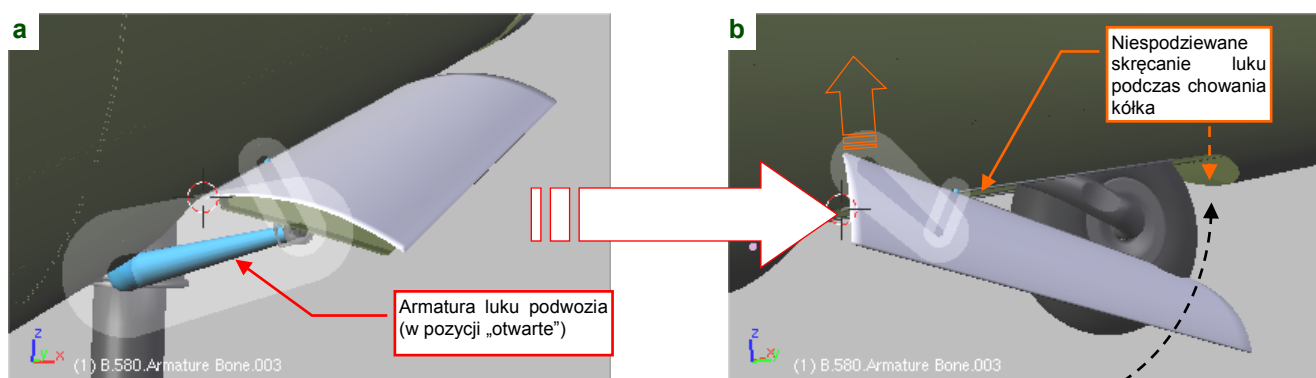 a
Armatura luku podwozia
(w pozycji „otwarte”)
z
y
x
(1) B.580.Armature Bone.003
b
Niespodziewane
skręcanie luku
podczas chowania
kółka
z
y
x
(1) B.580.Armature Bone.003